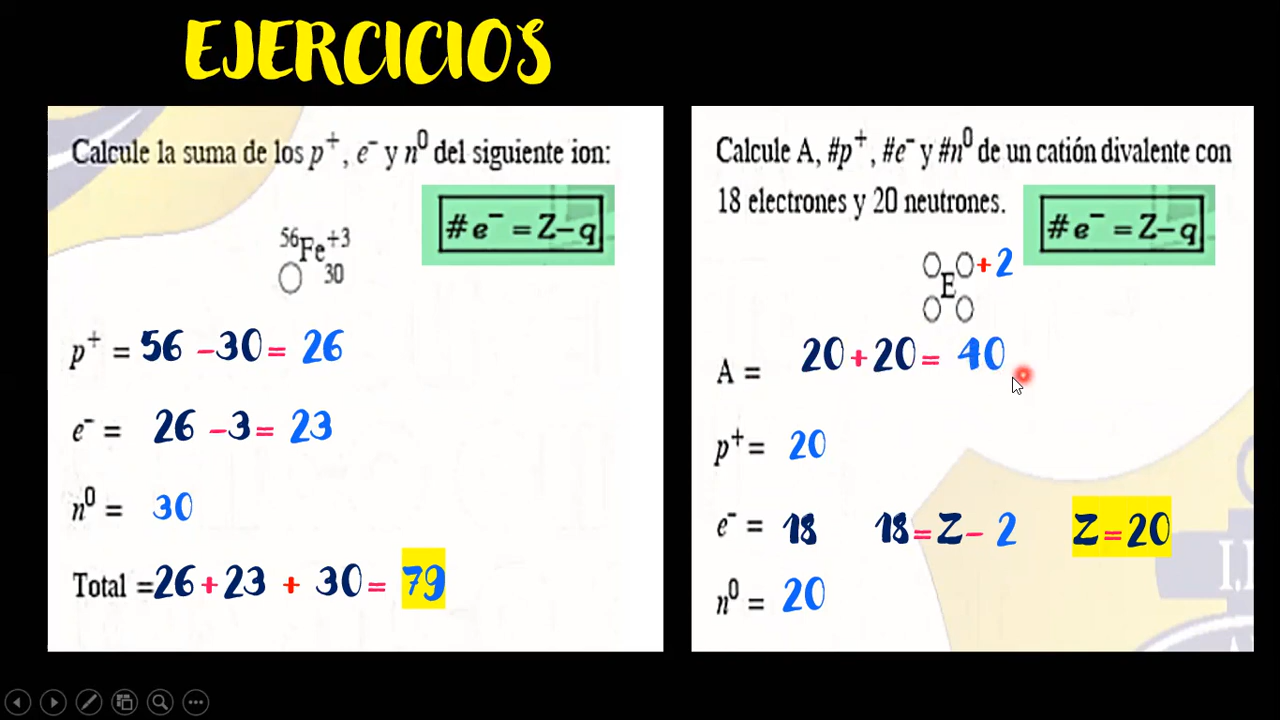 EJERCICIOS
Calcule la suma de los p⁺, e⁻ y n⁰ del siguiente ion:
# e⁻ = Z – q
⁵⁶Fe⁺³
30
p⁺ = 56 – 30 = 26
e⁻ = 26 – 3 = 23
n⁰ = 30
Total = 26 + 23 + 30 = 79
Calcule A, #p⁺, #e⁻ y #n⁰ de un catión divalente con
18 electrones y 20 neutrones.
# e⁻ = Z – q
E +2
A = 20 + 20 = 40
p⁺ = 20
e⁻ = 18 18 = Z – 2 Z = 20
n⁰ = 20